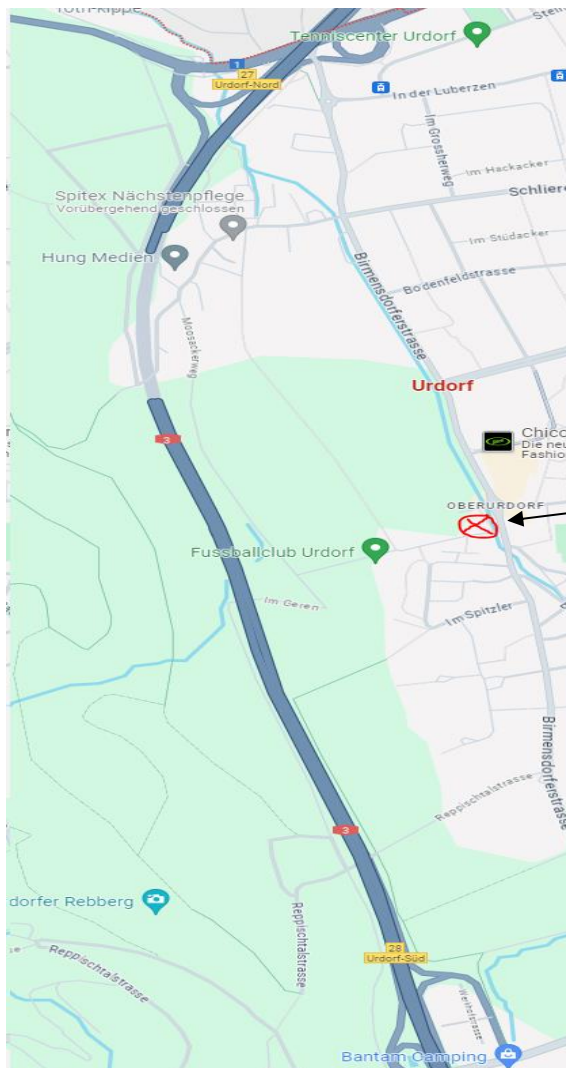 Tenniscenter Urdorf
1
27
Urdorf-Nord
In der Luberzen
Im Grossherweg
Im Hackacker
Spitex Nächstenpflege
Vorübergehend geschlossen
Schliere
Im Stüdacker
Hung Medien
Bodenfeldstrasse
Birmensdorferstrasse
Moosackerweg
Urdorf
3
Chico
Die neu
Fashio
OBERURDORF
Fussballclub Urdorf
Im Geren
Im Spitzler
Birmensdorferstrasse
Reppischtalstrasse
3
dorfer Rebberg
Reppischtalstrasse
28
Urdorf-Süd
Reppischtalstrasse
Werkhofstrasse
Bantam Camping